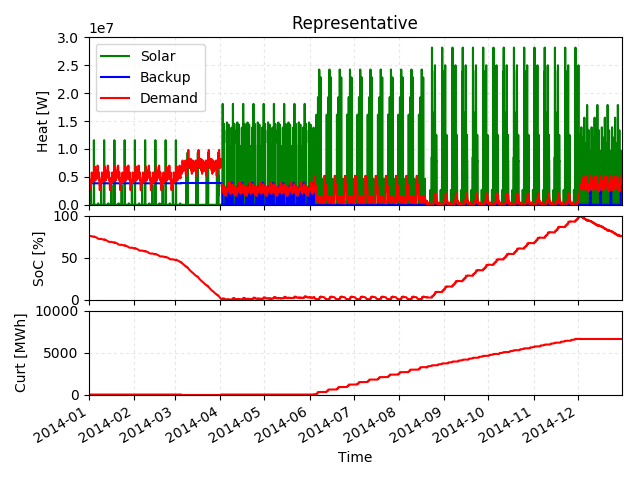 Representative
1e7
Solar
Backup
Demand
Heat [W]
3.0
2.5
2.0
1.5
1.0
0.5
0.0
SoC [%]
100
50
0
Curt [MWh]
10000
5000
0
2014-01
2014-02
2014-03
2014-04
2014-05
2014-06
2014-07
2014-08
2014-09
2014-10
2014-11
2014-12
Time